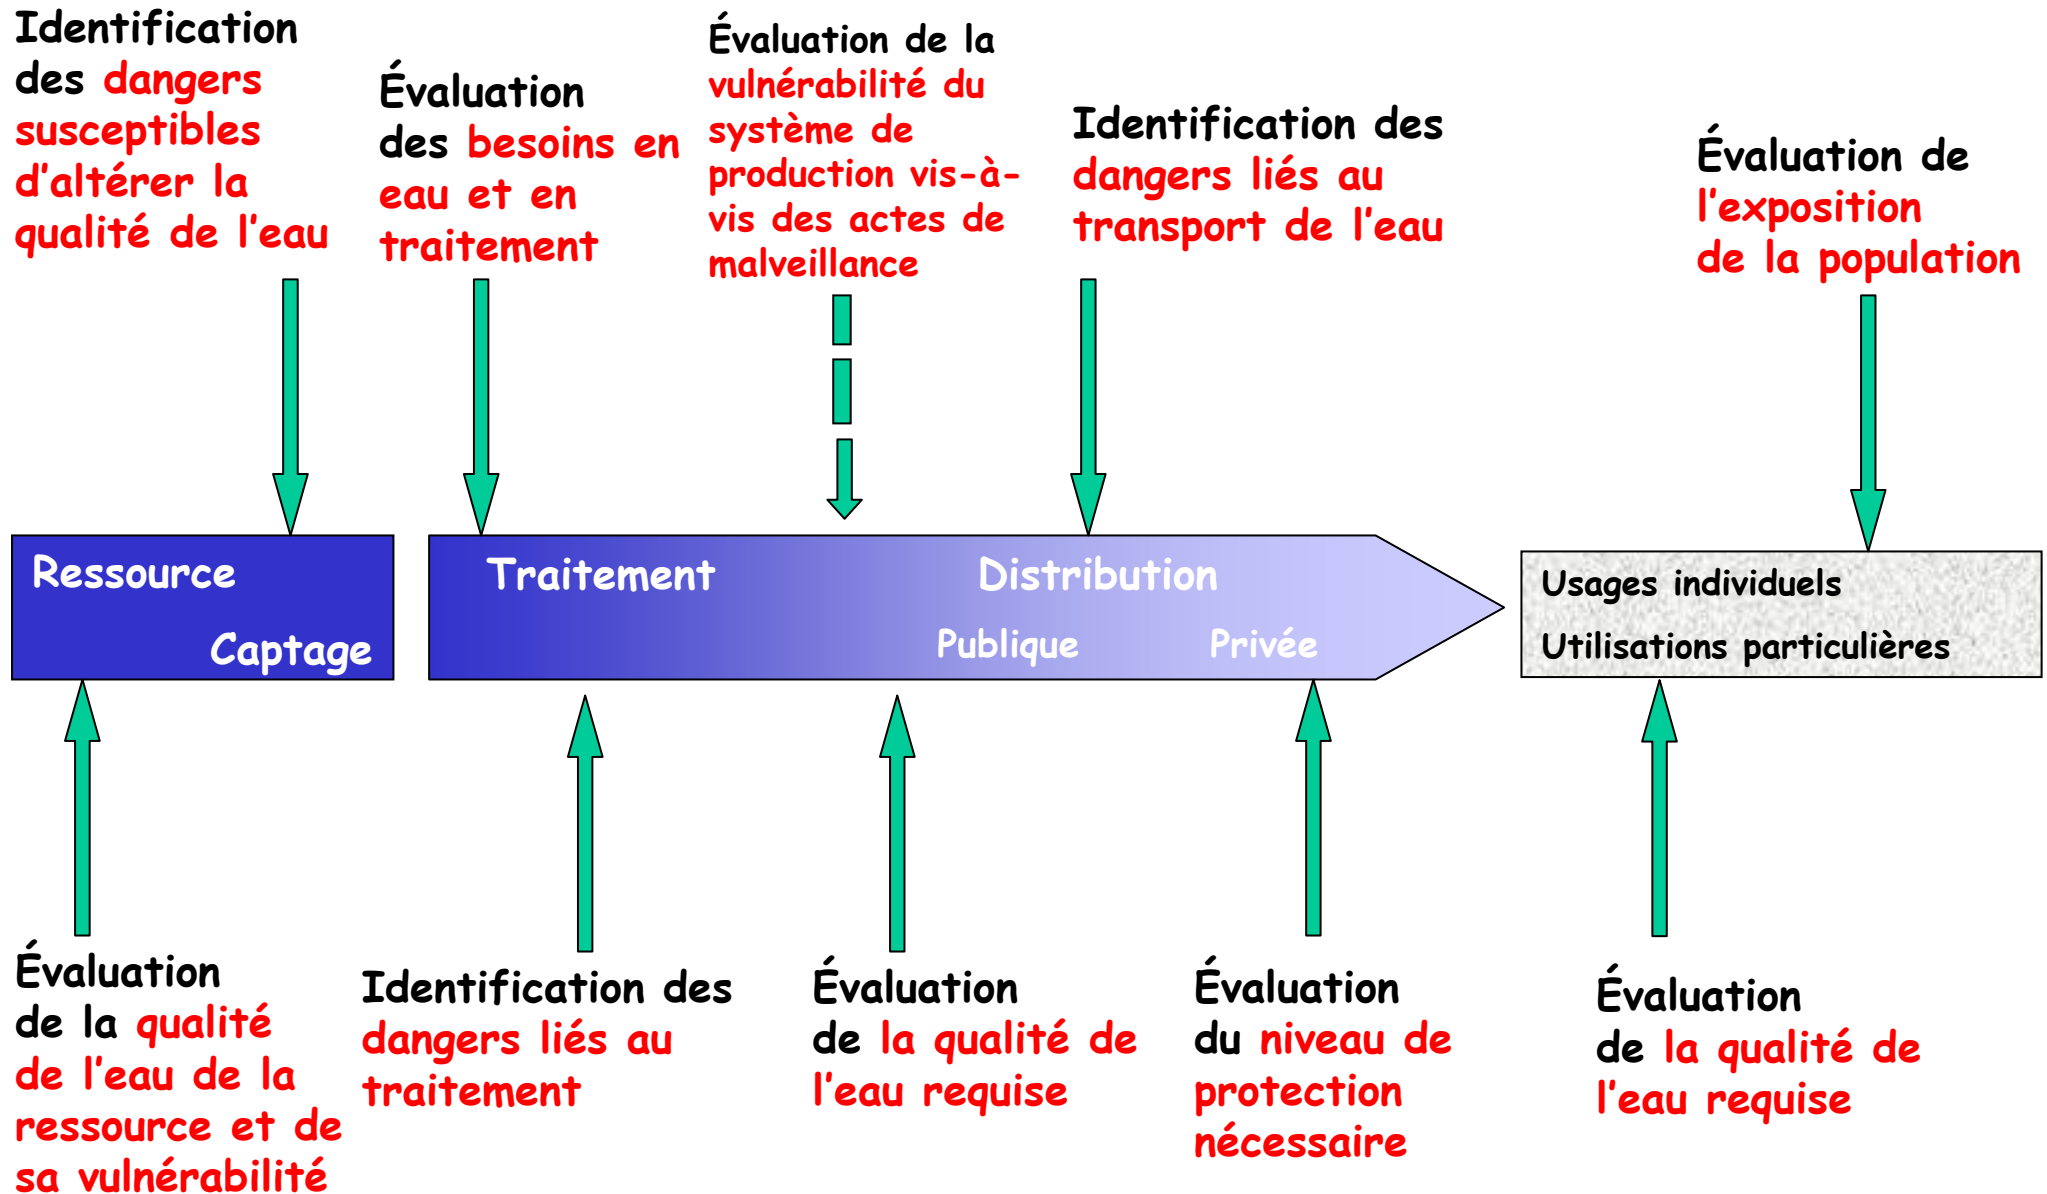 Identification
des dangers
susceptibles
d'altérer la
qualité de l'eau
Évaluation
des besoins en
eau et en
traitement
Évaluation de la
vulnérabilité du
système de
production vis-à-
vis des actes de
malveillance
Identification des
dangers liés au
transport de l'eau
Évaluation de
l'exposition
de la population
Ressource
Captage
Traitement
Distribution
Publique
Privée
Usages individuels
Utilisations particulières
Évaluation
de la qualité
de l'eau de la
ressource et de
sa vulnérabilité
Identification des
dangers liés au
traitement
Évaluation
de la qualité de
l'eau requise
Évaluation
du niveau de
protection
nécessaire
Évaluation
de la qualité de
l'eau requise